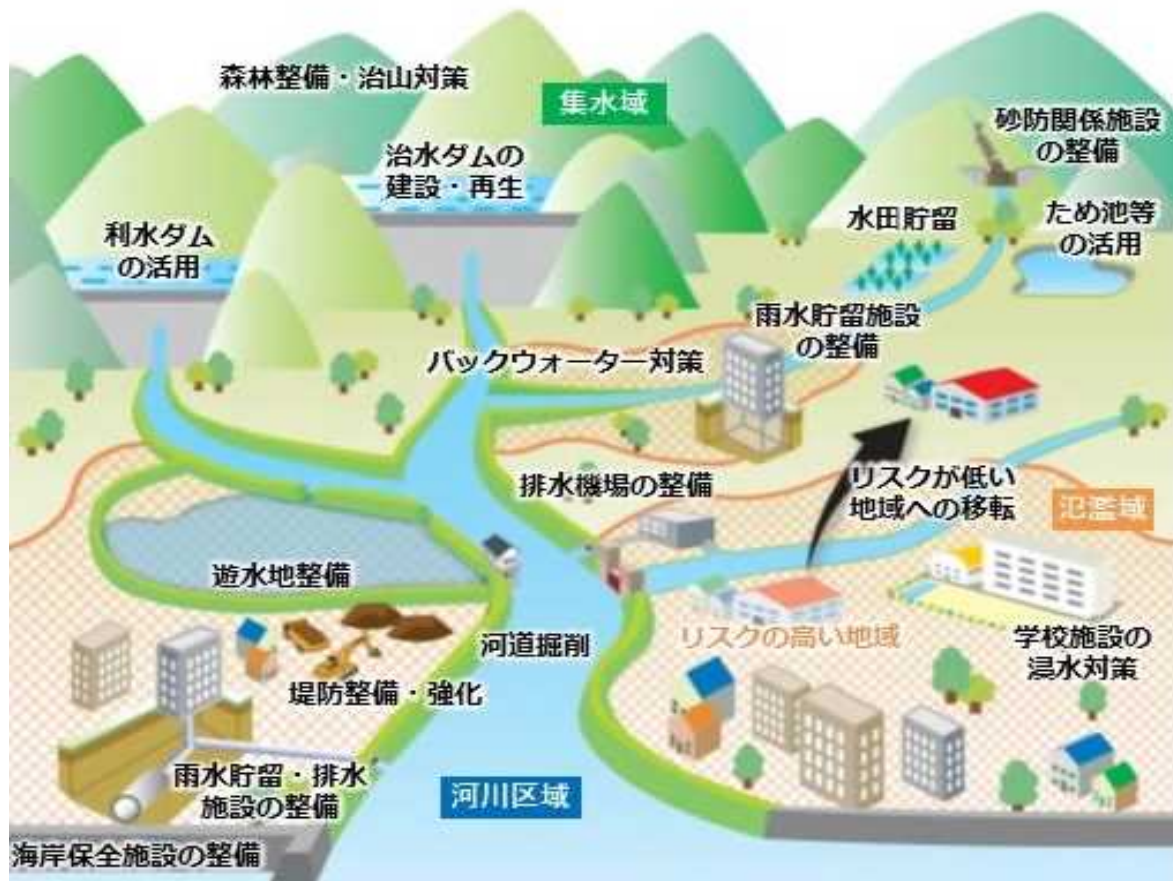 森林整備・治山対策
集水域
砂防関係施設
の整備
治水ダムの
建設・再生
水田貯留
ため池等
の活用
利水ダム
の活用
雨水貯留施設
の整備
バックウォーター対策
排水機場の整備
リスクが低い
地域への移転
氾濫域
遊水地整備
河道掘削
リスクの高い地域
学校施設の
浸水対策
堤防整備・強化
雨水貯留・排水
施設の整備
河川区域
海岸保全施設の整備